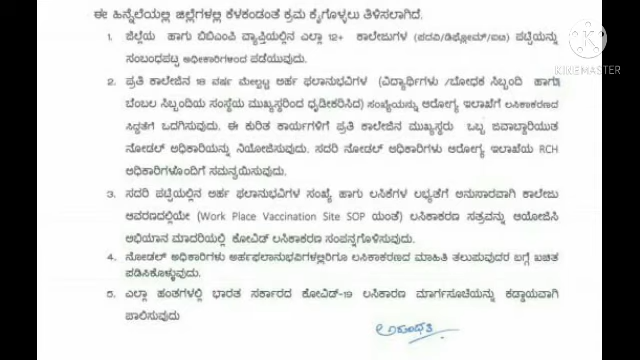 ಈ ಹಿನ್ನೆಲೆಯಲ್ಲಿ ಜಿಲ್ಲೆಗಳಲ್ಲಿ ಕೆಳಕಂಡಂತೆ ಕ್ರಮ ಕೈಗೊಳ್ಳಲು ತಿಳಿಸಲಾಗಿದೆ.
1. ಜಿಲ್ಲೆಯ ಹಾಗು ಬಿಬಿಎಂಪಿ ವ್ಯಾಪ್ತಿಯಲ್ಲಿನ ಎಲ್ಲಾ 12+ ಕಾಲೇಜುಗಳ (ಪದವಿ/ಡಿಪ್ಲೋಮ್/ಐಟಿ) ಪಟ್ಟಿಯನ್ನು
ಸಂಬಂಧಪಟ್ಟ ಅಧಿಕಾರಿಗಳಿಂದ ಪಡೆಯುವುದು.
2. ಪ್ರತಿ ಕಾಲೇಜಿನ 18 ವರ್ಷ ಮೇಲ್ಪಟ್ಟ ಅರ್ಹ ಫಲಾನುಭವಿಗಳ (ವಿದ್ಯಾರ್ಥಿಗಳು /ಬೋಧಕ ಸಿಬ್ಬಂದಿ ಹಾಗು
ಬೆಂಬಲ ಸಿಬ್ಬಂದಿಯ ಸಂಸ್ಥೆಯ ಮುಖ್ಯಸ್ಥರಿಂದ ಧೃಡೀಕರಿಸಿದ) ಸಂಖ್ಯೆಯನ್ನು ಆರೋಗ್ಯ ಇಲಾಖೆಗೆ ಲಸಿಕಾಕರಣದ
ಸಿದ್ಧತೆಗೆ ಒದಗಿಸುವುದು. ಈ ಕುರಿತ ಕಾರ್ಯಗಳಿಗೆ ಪ್ರತಿ ಕಾಲೇಜಿನ ಮುಖ್ಯಸ್ಥರು ಒಬ್ಬ ಜವಾಬ್ದಾರಿಯುತ
ನೋಡಲ್ ಅಧಿಕಾರಿಯನ್ನು ನಿಯೋಜಿಸುವುದು. ಸದರಿ ನೋಡಲ್ ಅಧಿಕಾರಿಗಳು ಆರೋಗ್ಯ ಇಲಾಖೆಯ RCH
ಅಧಿಕಾರಿಗಳೊಂದಿಗೆ ಸಮನ್ವಯಿಸುವುದು.
3. ಸದರಿ ಪಟ್ಟಿಯಲ್ಲಿನ ಅರ್ಹ ಫಲಾನುಭವಿಗಳ ಸಂಖ್ಯೆ ಹಾಗು ಲಸಿಕೆಗಳ ಲಭ್ಯತೆಗೆ ಅನುಸಾರವಾಗಿ ಕಾಲೇಜು
ಆವರಣದಲ್ಲಿಯೇ (Work Place Vaccination Site SOP ಯಂತೆ) ಲಸಿಕಾಕರಣ ಸತ್ರವನ್ನು ಆಯೋಜಿಸಿ
ಅಭಿಯಾನ ಮಾದರಿಯಲ್ಲಿ ಕೋವಿಡ್ ಲಸಿಕಾಕರಣ ಸಂಪನ್ನಗೊಳಿಸುವುದು.
4. ನೋಡಲ್ ಅಧಿಕಾರಿಗಳು ಅರ್ಹಫಲಾನುಭವಿಗಳಲ್ಲರಿಗೂ ಲಸಿಕಾಕರಣದ ಮಾಹಿತಿ ತಲುಪುವುದರ ಬಗ್ಗೆ ಖಚಿತ
ಪಡಿಸಿಕೊಳ್ಳುವುದು.
5. ಎಲ್ಲಾ ಹಂತಗಳಲ್ಲಿ ಭಾರತ ಸರ್ಕಾರದ ಕೋವಿಡ್-19 ಲಸಿಕಾರಣ ಮಾರ್ಗಸೂಚಿಯನ್ನು ಕಡ್ಡಾಯವಾಗಿ
ಪಾಲಿಸುವುದು
KINEMASTER